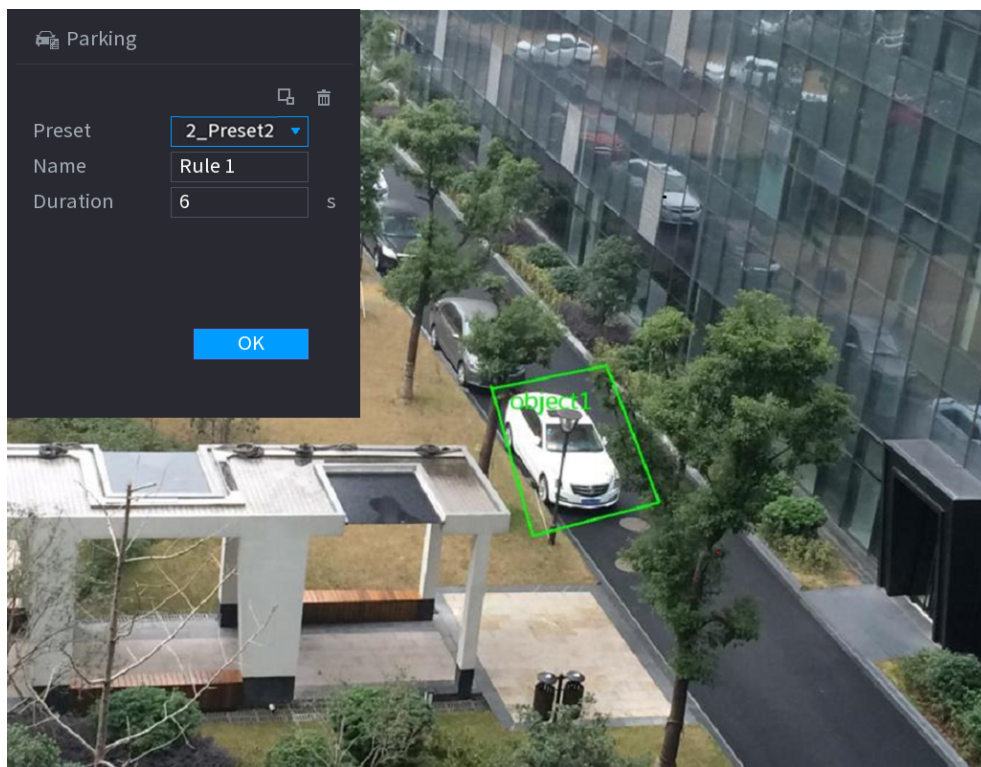 Parking
Preset 2_Preset2
Name Rule 1
Duration 6 s
OK
object1